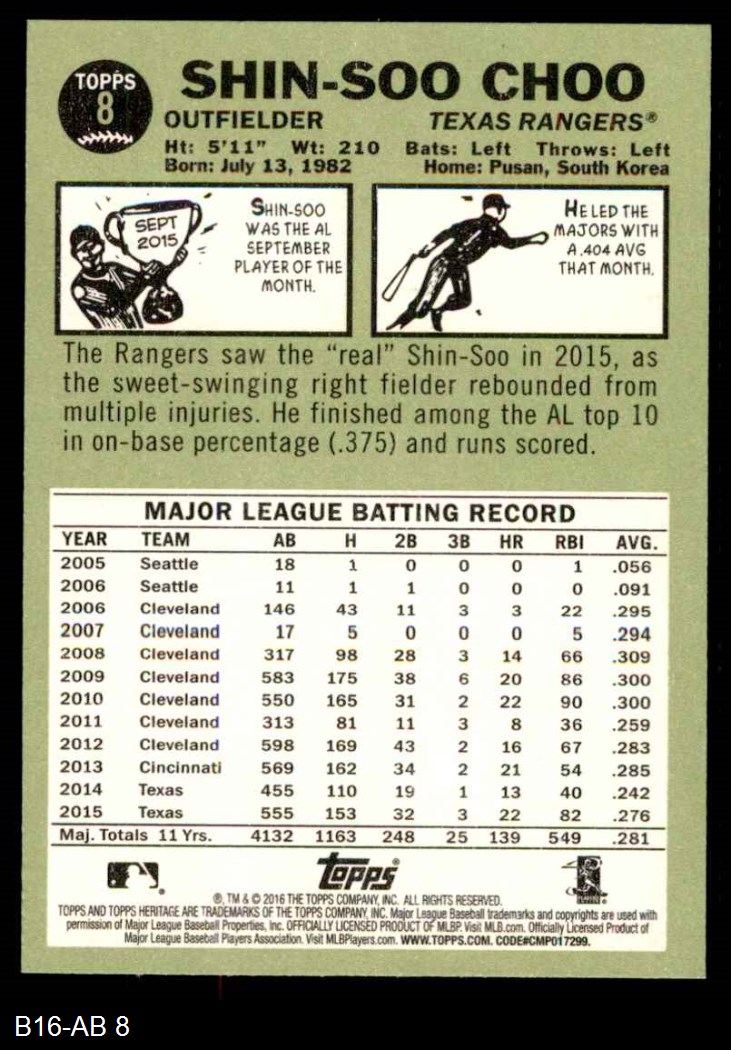 TOPPS
8
SHIN-SOO CHOO
OUTFIELDER TEXAS RANGERS®
Ht: 5'11" Wt: 210 Bats: Left Throws: Left
Born: July 13, 1982 Home: Pusan, South Korea
SEPT
2015
SHIN-SOO
WAS THE AL
SEPTEMBER
PLAYER OF THE
MONTH.
HE LED THE
MAJORS WITH
A .404 AVG
THAT MONTH.
The Rangers saw the "real" Shin-Soo in 2015, as
the sweet-swinging right fielder rebounded from
multiple injuries. He finished among the AL top 10
in on-base percentage (.375) and runs scored.
MAJOR LEAGUE BATTING RECORD
YEAR TEAM AB H 2B 3B HR RBI AVG.
2005 Seattle 18 1 0 0 0 1 .056
2006 Seattle 11 1 1 0 0 0 .091
2006 Cleveland 146 43 11 3 3 22 .295
2007 Cleveland 17 5 0 0 0 5 .294
2008 Cleveland 317 98 28 3 14 66 .309
2009 Cleveland 583 175 38 6 20 86 .300
2010 Cleveland 550 165 31 2 22 90 .300
2011 Cleveland 313 81 11 3 8 36 .259
2012 Cleveland 598 169 43 2 16 67 .283
2013 Cincinnati 569 162 34 2 21 54 .285
2014 Texas 455 110 19 1 13 40 .242
2015 Texas 555 153 32 3 22 82 .276
Maj. Totals 11 Yrs. 4132 1163 248 25 139 549 .281
Topps®
®, TM & © 2016 THE TOPPS COMPANY, INC. ALL RIGHTS RESERVED.
TOPPS AND TOPPS HERITAGE ARE TRADEMARKS OF THE TOPPS COMPANY, INC. Major League Baseball trademarks and copyrights are used with
permission of Major League Baseball Properties, Inc. OFFICIALLY LICENSED PRODUCT OF MLBP. Visit MLB.com. Officially Licensed Product of
Major League Baseball Players Association. Visit MLBPlayers.com. WWW.TOPPS.COM. CODE#CMP017299.
B16-AB 8